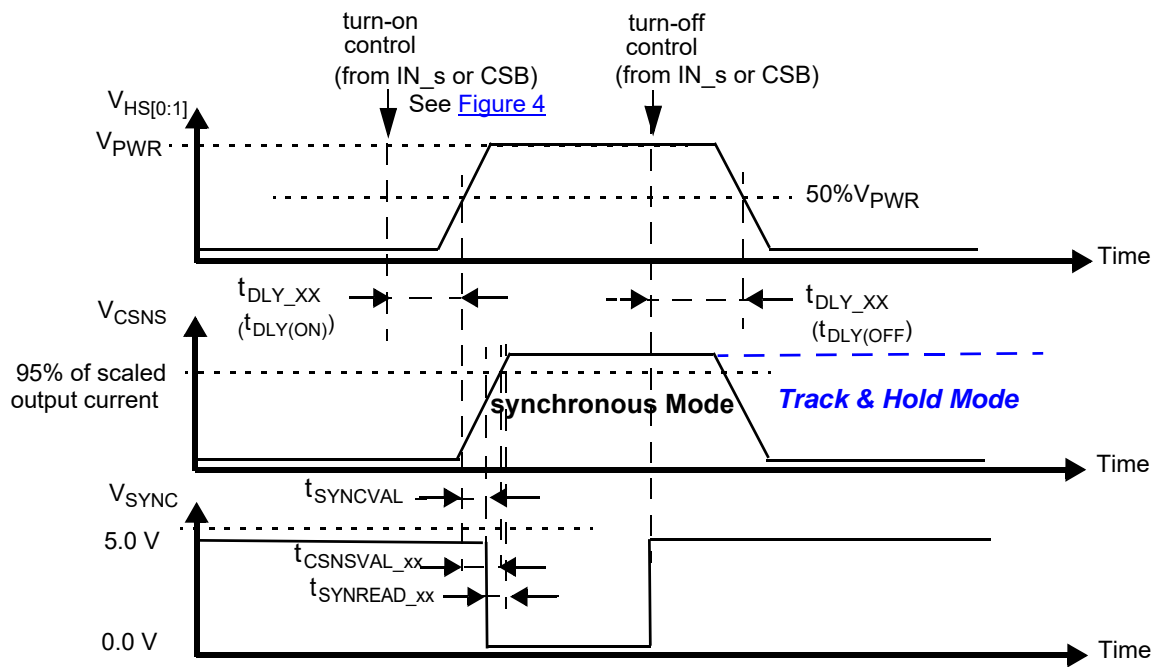 turn-on
control
(from IN_s or CSB)
See Figure 4
turn-off
control
(from IN_s or CSB)
VHS[0:1]
VPWR
50%VPWR
Time
tDLY_XX
(tDLY(ON))
tDLY_XX
(tDLY(OFF)
VCSNS
95% of scaled
output current
synchronous Mode
Track & Hold Mode
Time
VSYNC
tSYNCVAL
5.0 V
tCSNSVAL_xx
tSYNREAD_xx
0.0 V
Time